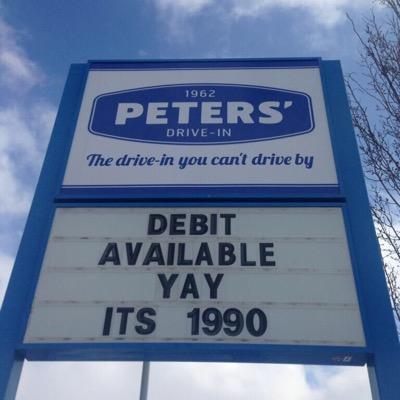 1962
PETERS'
DRIVE-IN
The drive-in you can't drive by
DEBIT
AVAILABLE
YAY
ITS 1990